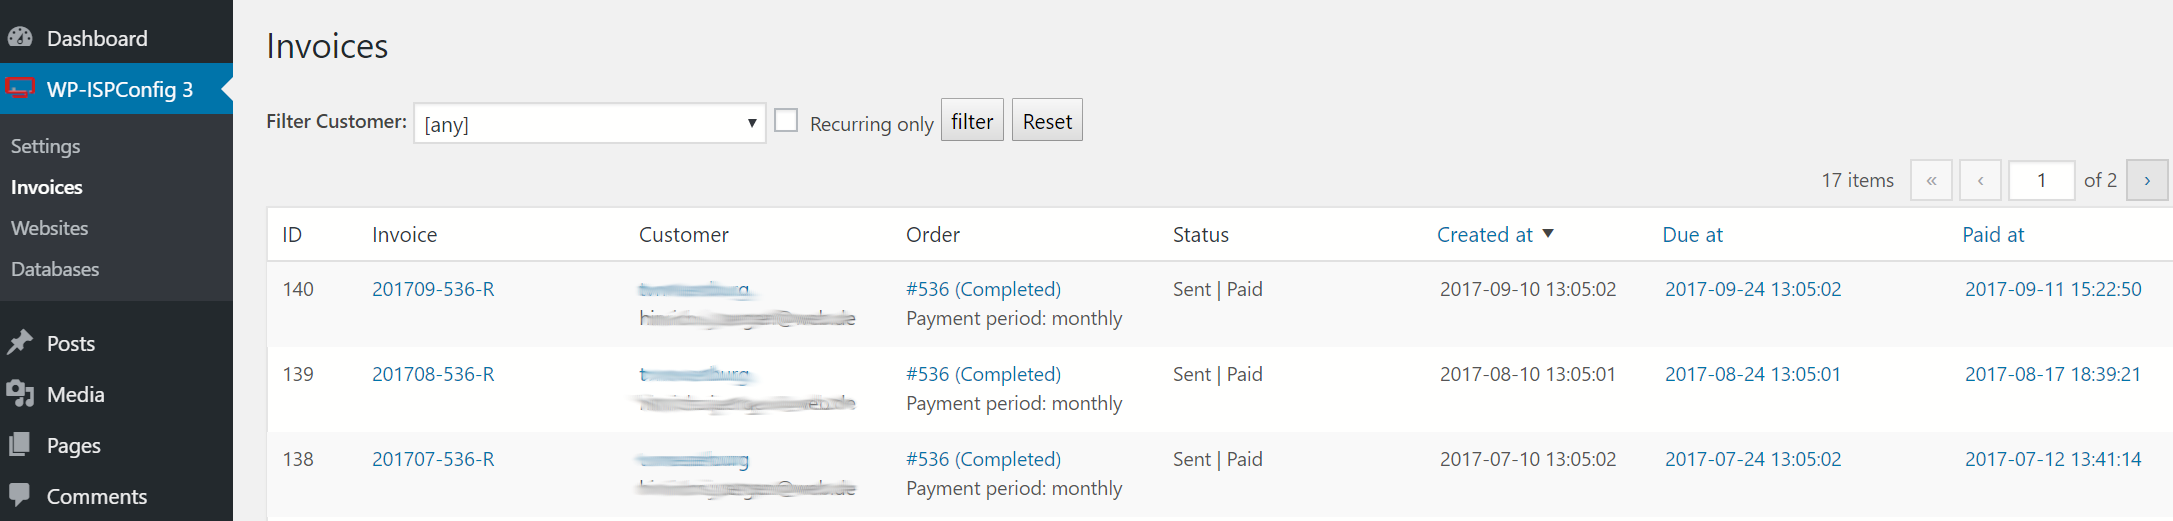 Dashboard
WP-ISPConfig 3
Settings
Invoices
Websites
Databases
Posts
Media
Pages
Comments
Invoices
Filter Customer: [any] Recurring only filter Reset
17 items « ‹ 1 of 2 ›
ID Invoice Customer Order Status Created at Due at Paid at
140 201709-536-R #536 (Completed) Sent | Paid 2017-09-10 13:05:02 2017-09-24 13:05:02 2017-09-11 15:22:50
Payment period: monthly
139 201708-536-R #536 (Completed) Sent | Paid 2017-08-10 13:05:01 2017-08-24 13:05:01 2017-08-17 18:39:21
Payment period: monthly
138 201707-536-R #536 (Completed) Sent | Paid 2017-07-10 13:05:02 2017-07-24 13:05:02 2017-07-12 13:41:14
Payment period: monthly